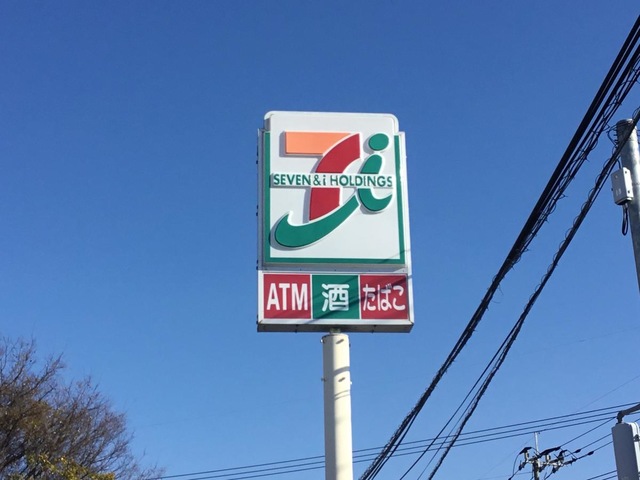 SEVEN & i HOLDINGS
ATM 酒 たばこ